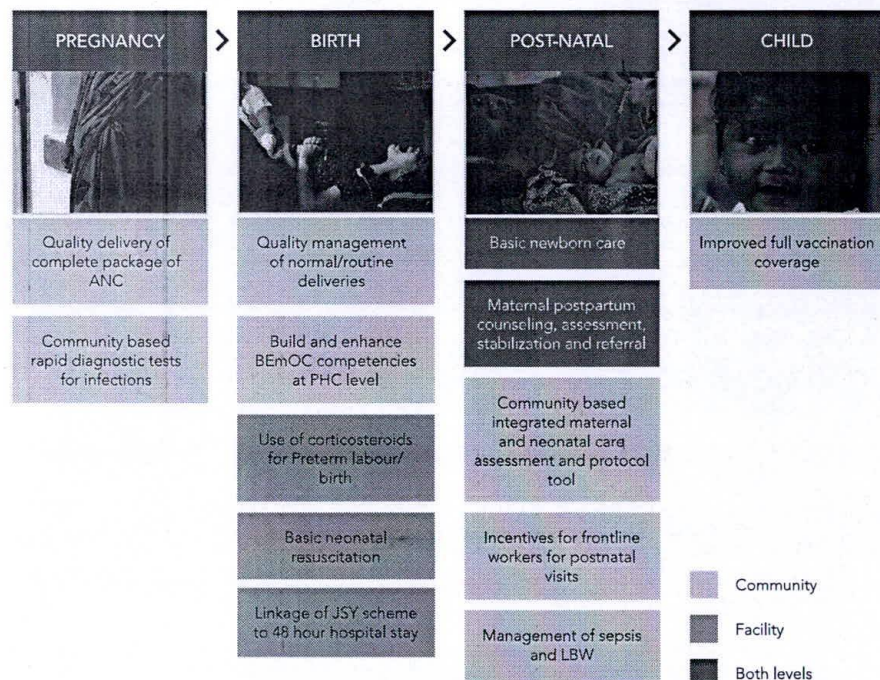 PREGNANCY
BIRTH
POST-NATAL
CHILD
Quality delivery of
complete package of
ANC
Community based
rapid diagnostic tests
for infections
Quality management
of normal/routine
deliveries
Build and enhance
BEmOC competencies
at PHC level
Use of corticosteroids
for Preterm labour/
birth
Basic neonatal
resuscitation
Linkage of JSY scheme
to 48 hour hospital stay
Basic newborn care
Maternal postpartum
counseling, assessment,
stabilization and referral
Community based
integrated maternal
and neonatal care
assessment and protocol
tool
Incentives for frontline
workers for postnatal
visits
Management of sepsis
and LBW
Improved full vaccination
coverage
Community
Facility
Both levels